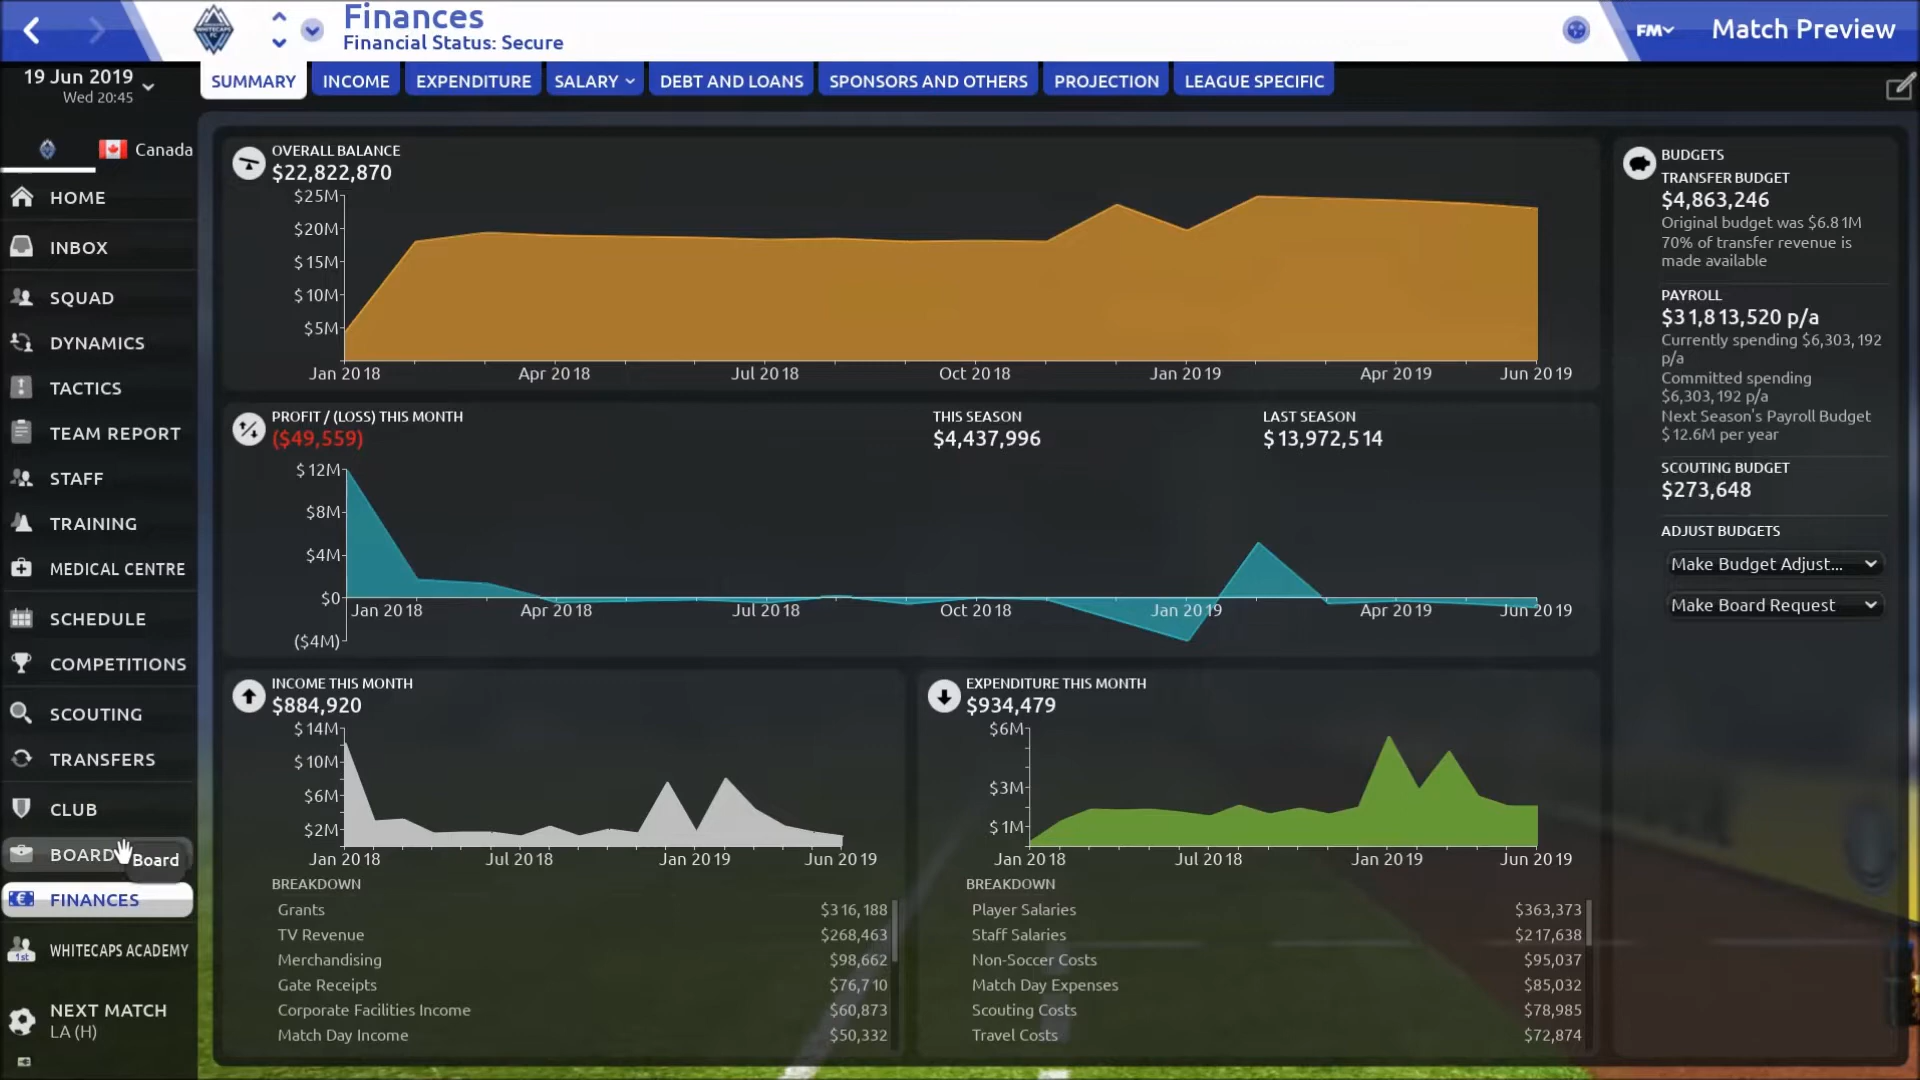 Finances
Financial Status: Secure
FM
Match Preview
19 Jun 2019
Wed 20:45
SUMMARY
INCOME
EXPENDITURE
SALARY
DEBT AND LOANS
SPONSORS AND OTHERS
PROJECTION
LEAGUE SPECIFIC
WHITECAPS FC
Canada
HOME
INBOX
SQUAD
DYNAMICS
TACTICS
TEAM REPORT
STAFF
TRAINING
MEDICAL CENTRE
SCHEDULE
COMPETITIONS
SCOUTING
TRANSFERS
CLUB
BOARD
Board
FINANCES
1st
WHITECAPS ACADEMY
NEXT MATCH
LA (H)
OVERALL BALANCE
$22,822,870
$25M
$20M
$15M
$10M
$5M
Jan 2018
Apr 2018
Jul 2018
Oct 2018
Jan 2019
Apr 2019
Jun 2019
PROFIT / (LOSS) THIS MONTH
($49,559)
THIS SEASON
$4,437,996
LAST SEASON
$13,972,514
$12M
$8M
$4M
$0
($4M)
Jan 2018
Apr 2018
Jul 2018
Oct 2018
Jan 2019
Apr 2019
Jun 2019
INCOME THIS MONTH
$884,920
$14M
$10M
$6M
$2M
Jan 2018
Jul 2018
Jan 2019
Jun 2019
BREAKDOWN
Grants $316,188
TV Revenue $268,463
Merchandising $98,662
Gate Receipts $76,710
Corporate Facilities Income $60,873
Match Day Income $50,332
EXPENDITURE THIS MONTH
$934,479
$6M
$3M
$1M
Jan 2018
Jul 2018
Jan 2019
Jun 2019
BREAKDOWN
Player Salaries $363,373
Staff Salaries $217,638
Non-Soccer Costs $95,037
Match Day Expenses $85,032
Scouting Costs $78,985
Travel Costs $72,874
BUDGETS
TRANSFER BUDGET
$4,863,246
Original budget was $6.81M
70% of transfer revenue is
made available
PAYROLL
$31,813,520 p/a
Currently spending $6,303,192
p/a
Committed spending
$6,303,192 p/a
Next Season's Payroll Budget
$12.6M per year
SCOUTING BUDGET
$273,648
ADJUST BUDGETS
Make Budget Adjust...
Make Board Request